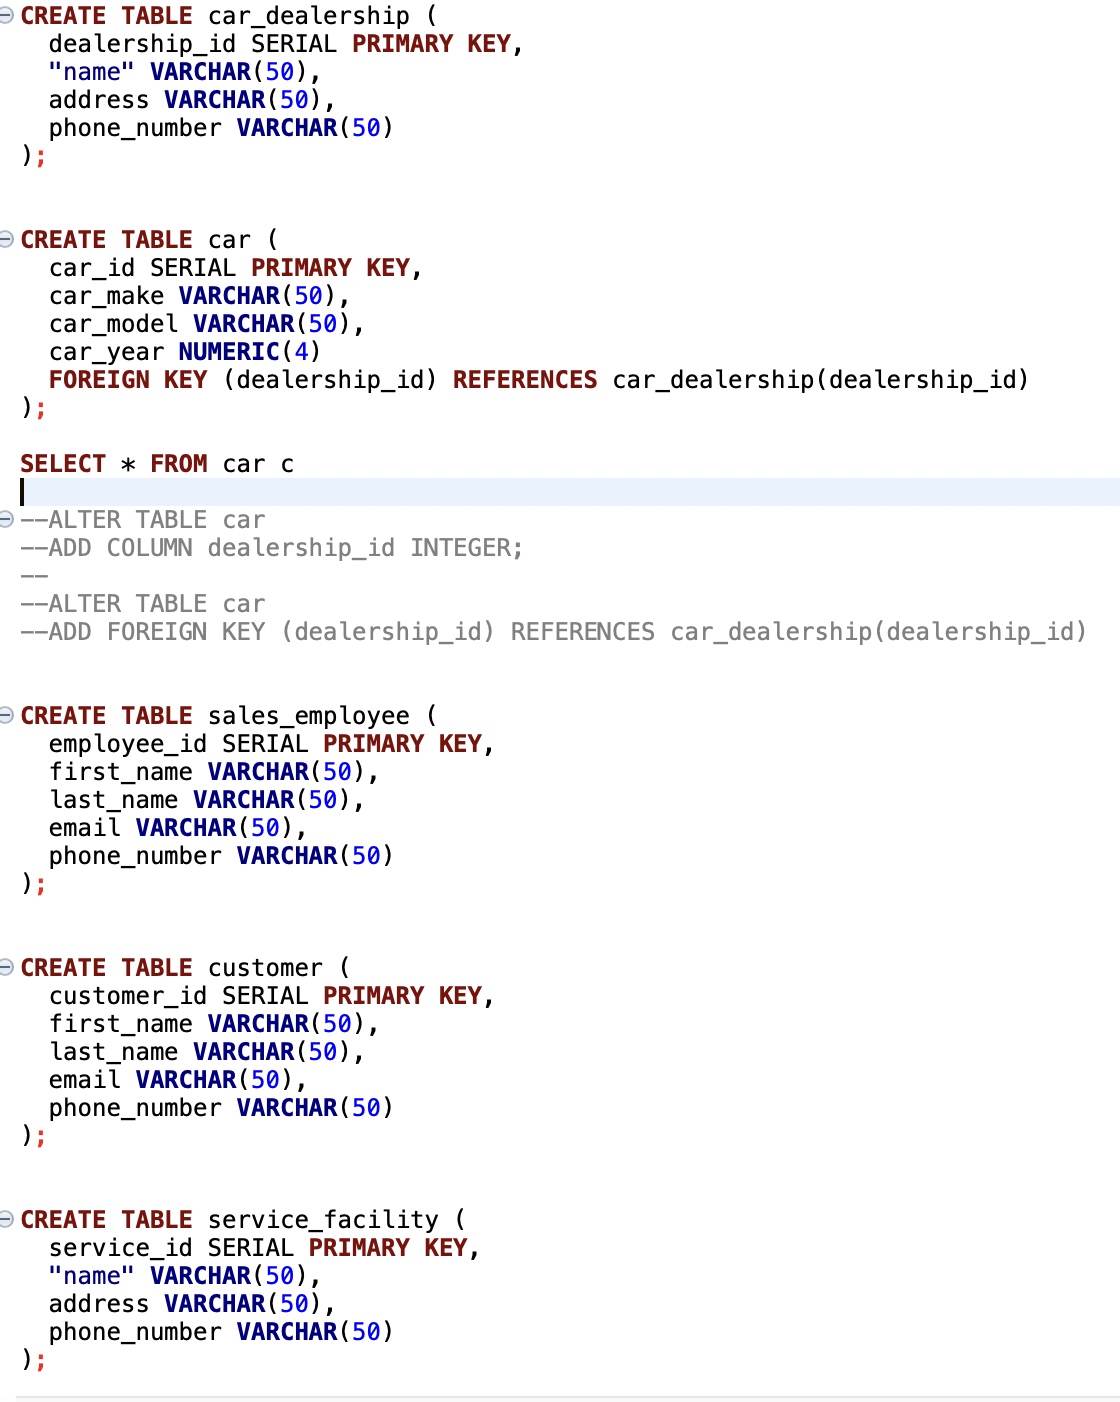 CREATE TABLE car_dealership (
  dealership_id SERIAL PRIMARY KEY,
  "name" VARCHAR(50),
  address VARCHAR(50),
  phone_number VARCHAR(50)
);
CREATE TABLE car (
  car_id SERIAL PRIMARY KEY,
  car_make VARCHAR(50),
  car_model VARCHAR(50),
  car_year NUMERIC(4)
  FOREIGN KEY (dealership_id) REFERENCES car_dealership(dealership_id)
);
SELECT * FROM car c
--ALTER TABLE car
--ADD COLUMN dealership_id INTEGER;
--
--ALTER TABLE car
--ADD FOREIGN KEY (dealership_id) REFERENCES car_dealership(dealership_id)
CREATE TABLE sales_employee (
  employee_id SERIAL PRIMARY KEY,
  first_name VARCHAR(50),
  last_name VARCHAR(50),
  email VARCHAR(50),
  phone_number VARCHAR(50)
);
CREATE TABLE customer (
  customer_id SERIAL PRIMARY KEY,
  first_name VARCHAR(50),
  last_name VARCHAR(50),
  email VARCHAR(50),
  phone_number VARCHAR(50)
);
CREATE TABLE service_facility (
  service_id SERIAL PRIMARY KEY,
  "name" VARCHAR(50),
  address VARCHAR(50),
  phone_number VARCHAR(50)
);